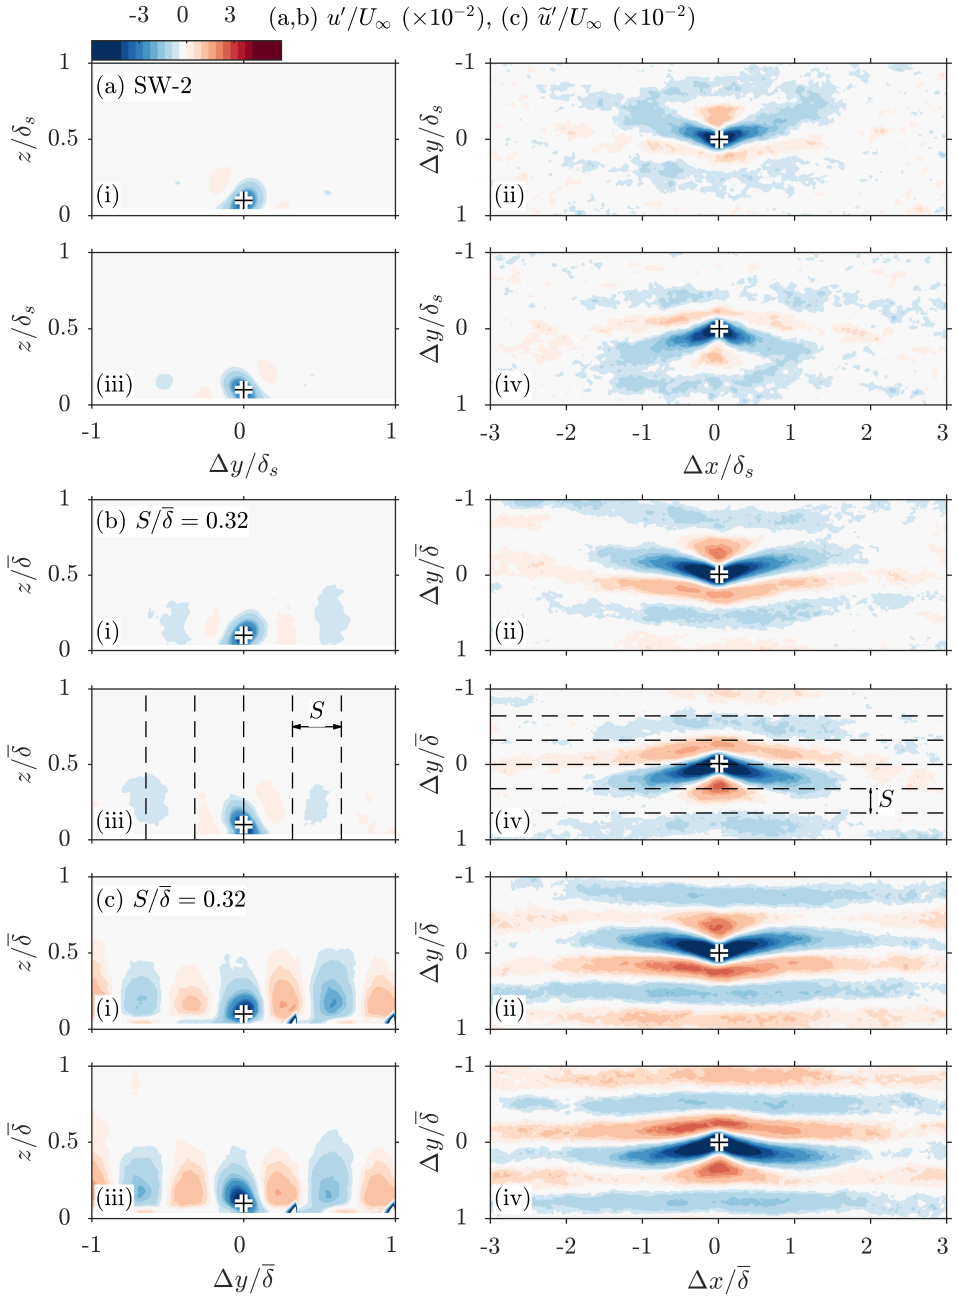 -3 0 3 (a,b) u′/U∞ (×10−2), (c) ũ′/U∞ (×10−2)
(a) SW-2
z/δs
1
0.5
0
(i)
Δy/δs
-1
0
1
(ii)
z/δs
1
0.5
0
(iii)
-1 0 1
Δy/δs
Δy/δs
-1
0
1
(iv)
-3 -2 -1 0 1 2 3
Δx/δs
(b) S/δ̅ = 0.32
z/δ̅
1
0.5
0
(i)
Δy/δ̅
-1
0
1
(ii)
z/δ̅
1
0.5
0
S
(iii)
Δy/δ̅
-1
0
1
S
(iv)
(c) S/δ̅ = 0.32
z/δ̅
1
0.5
0
(i)
Δy/δ̅
-1
0
1
(ii)
z/δ̅
1
0.5
0
(iii)
-1 0 1
Δy/δ̅
Δy/δ̅
-1
0
1
(iv)
-3 -2 -1 0 1 2 3
Δx/δ̅